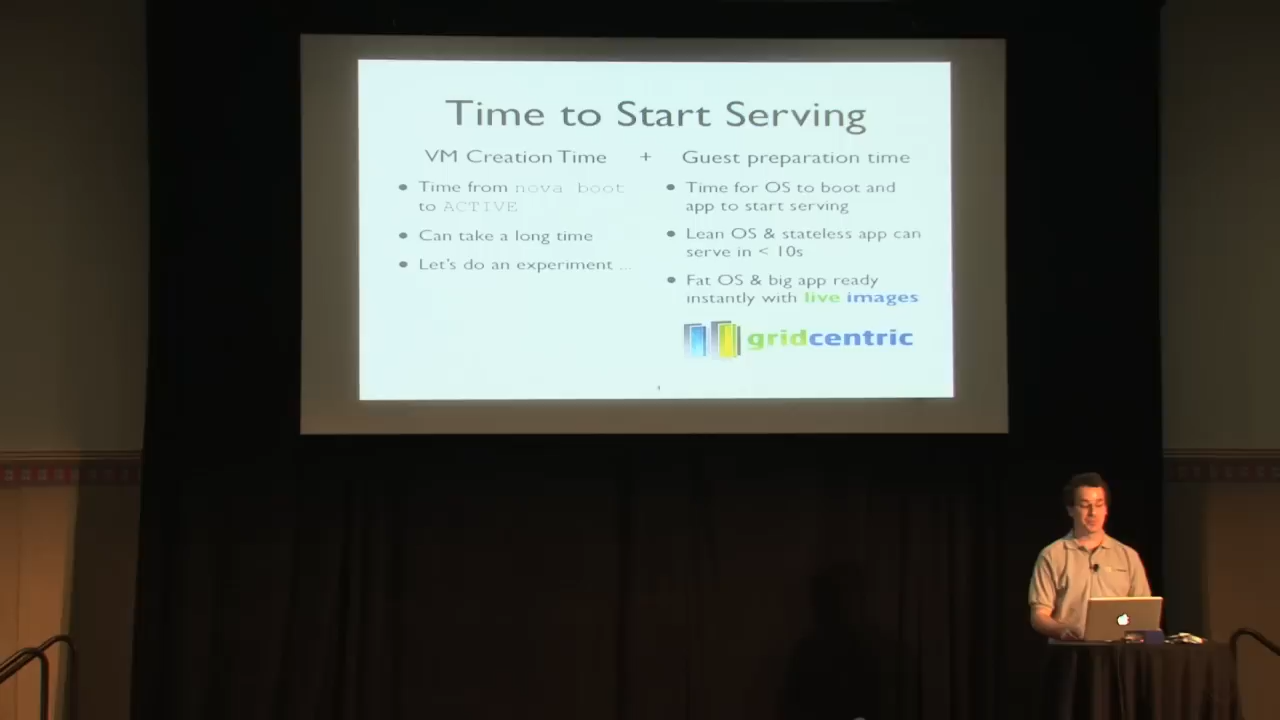 Time to Start Serving
VM Creation Time + Guest preparation time
• Time from nova boot
to ACTIVE
• Can take a long time
• Let's do an experiment ...
• Time for OS to boot and
app to start serving
• Lean OS & stateless app can
serve in < 10s
• Fat OS & big app ready
instantly with live images
gridcentric